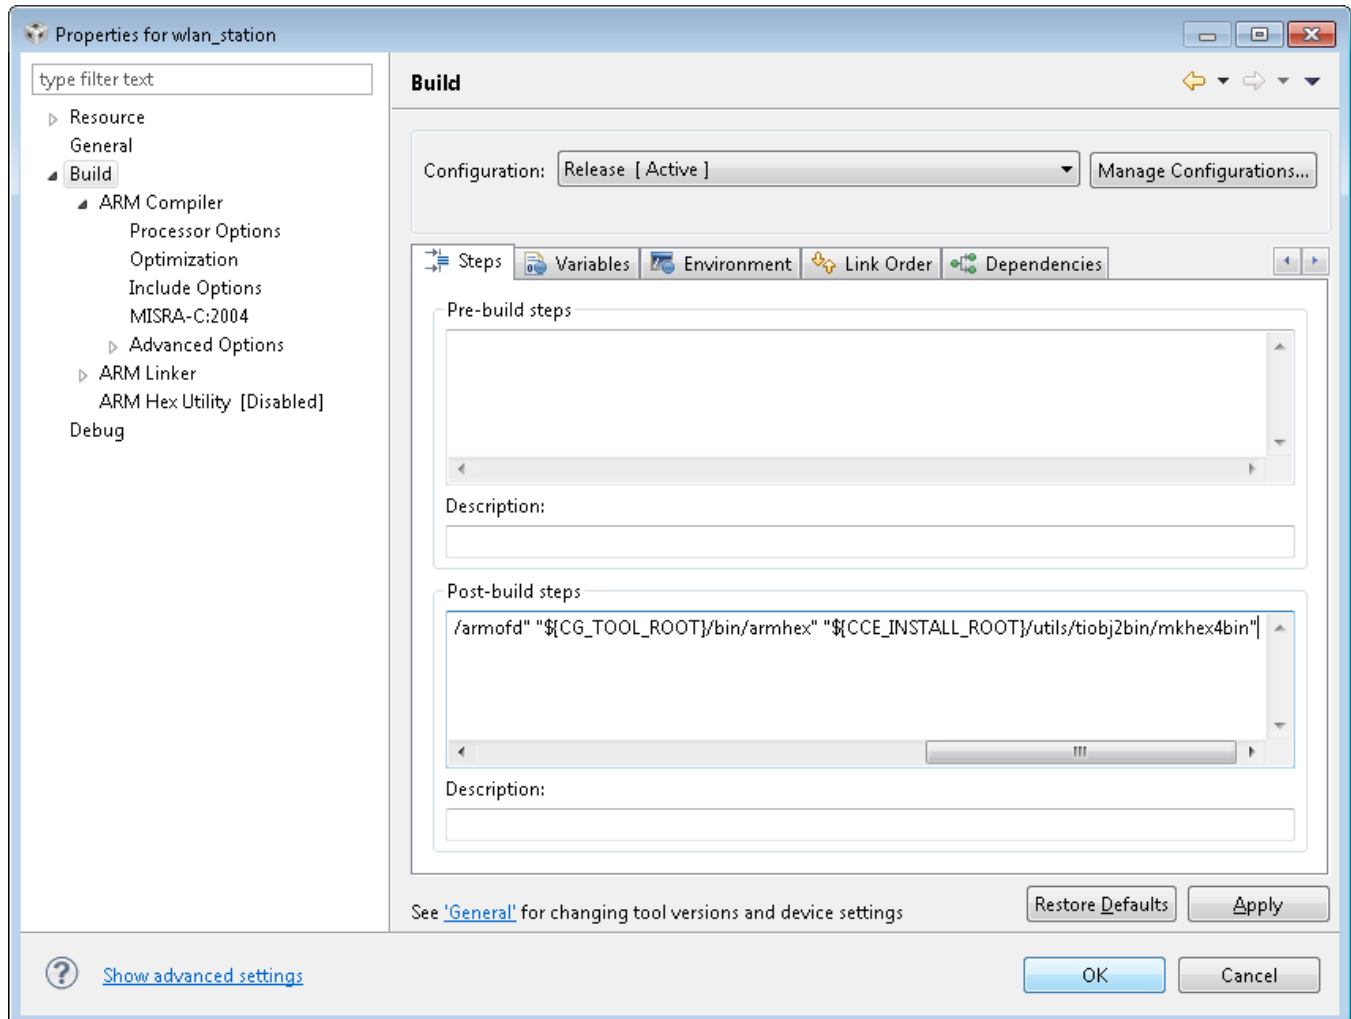 Properties for wlan_station
type filter text
Resource
General
Build
ARM Compiler
Processor Options
Optimization
Include Options
MISRA-C:2004
Advanced Options
ARM Linker
ARM Hex Utility [Disabled]
Debug
Build
Configuration: Release [ Active ] Manage Configurations...
Steps Variables Environment Link Order Dependencies
Pre-build steps
Description:
Post-build steps
/armofd" "${CG_TOOL_ROOT}/bin/armhex" "${CCE_INSTALL_ROOT}/utils/tiobj2bin/mkhex4bin"
Description:
See 'General' for changing tool versions and device settings
Restore Defaults Apply
? Show advanced settings
OK Cancel